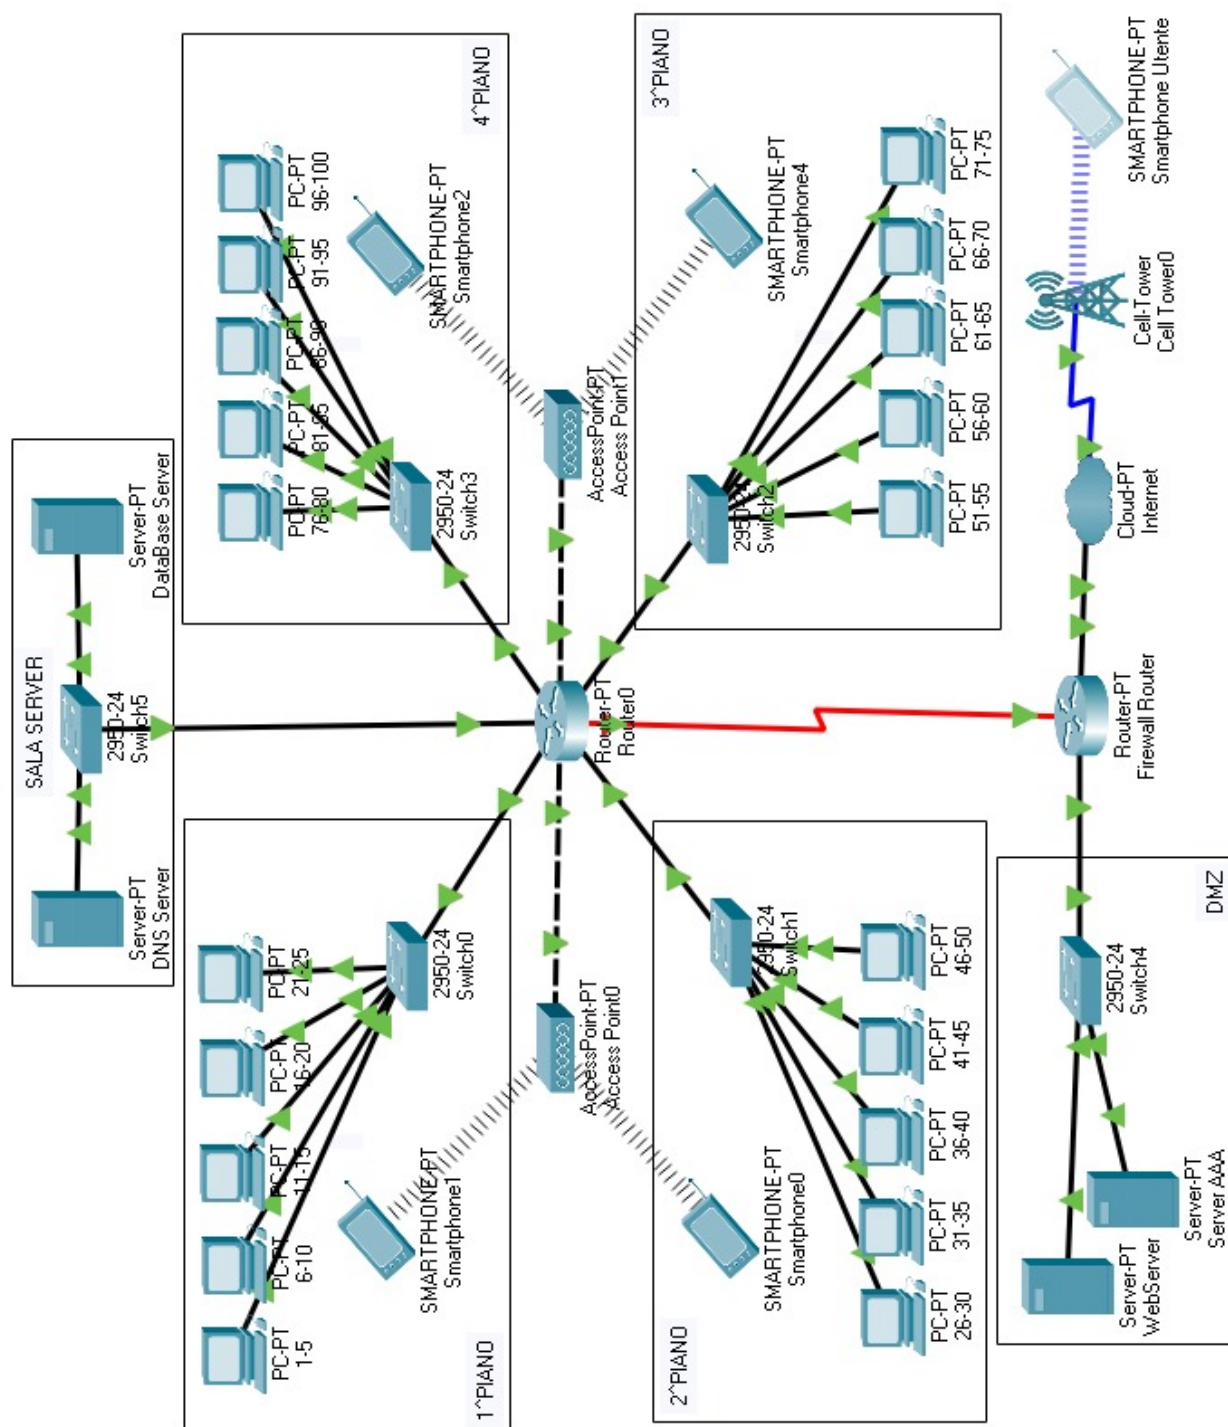 SALA SERVER
Server-PT
DNS Server
2950-24
Switch5
Server-PT
DataBase Server
1^PIANO
PC-PT
1-5
PC-PT
6-10
PC-PT
11-15
PC-PT
16-20
PC-PT
21-25
2950-24
Switch0
SMARTPHONE-PT
Smartphone1
4^PIANO
PC-PT
76-80
PC-PT
81-85
PC-PT
86-90
PC-PT
91-95
PC-PT
96-100
2950-24
Switch3
SMARTPHONE-PT
Smartphone2
AccessPoint-PT
Access Point0
Router-PT
Router0
AccessPoint-PT
Access Point1
2^PIANO
SMARTPHONE-PT
Smartphone0
2950-24
Switch1
PC-PT
26-30
PC-PT
31-35
PC-PT
36-40
PC-PT
41-45
PC-PT
46-50
3^PIANO
2950-24
Switch2
SMARTPHONE-PT
Smartphone4
PC-PT
51-55
PC-PT
56-60
PC-PT
61-65
PC-PT
66-70
PC-PT
71-75
Server-PT
WebServer
Server-PT
Server AAA
2950-24
Switch4
DMZ
Router-PT
Firewall Router
Cloud-PT
Internet
Cell-Tower
Cell Tower0
SMARTPHONE-PT
Smartphone Utente